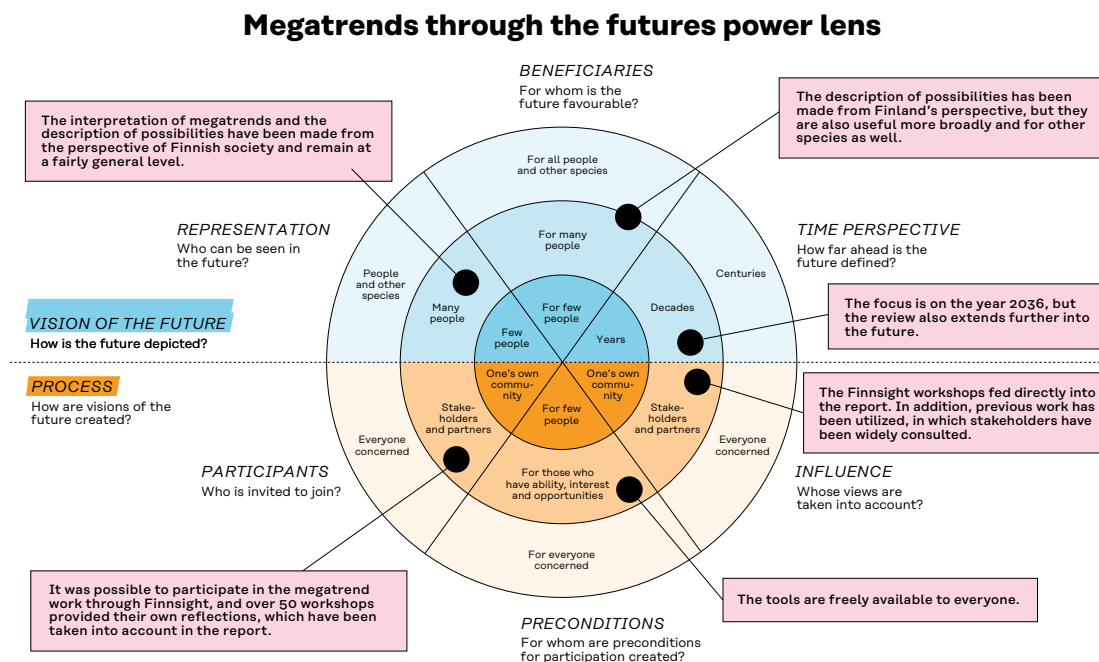 Megatrends through the futures power lens
BENEFICIARIES
For whom is the
future favourable?
The interpretation of megatrends and the
description of possibilities have been made from
the perspective of Finnish society and remain at
a fairly general level.
The description of possibilities has been
made from Finland's perspective, but they
are also useful more broadly and for other
species as well.
REPRESENTATION
Who can be seen in
the future?
TIME PERSPECTIVE
How far ahead is the
future defined?
For all people
and other species
For many
people
For few
people
People
and other
species
Many
people
Few
people
Centuries
Decades
Years
The focus is on the year 2036, but
the review also extends further into
the future.
VISION OF THE FUTURE
How is the future depicted?
PROCESS
How are visions of the
future created?
One's own
commu-
nity
Stake-
holders
and partners
Everyone
concerned
For few
people
For those who
have ability, interest
and opportunities
For everyone
concerned
One's own
commu-
nity
Stake-
holders
and partners
Everyone
concerned
The Finnsight workshops fed directly into
the report. In addition, previous work has
been utilized, in which stakeholders have
been widely consulted.
PARTICIPANTS
Who is invited to join?
INFLUENCE
Whose views are
taken into account?
It was possible to participate in the megatrend
work through Finnsight, and over 50 workshops
provided their own reflections, which have been
taken into account in the report.
The tools are freely available to everyone.
PRECONDITIONS
For whom are preconditions
for participation created?